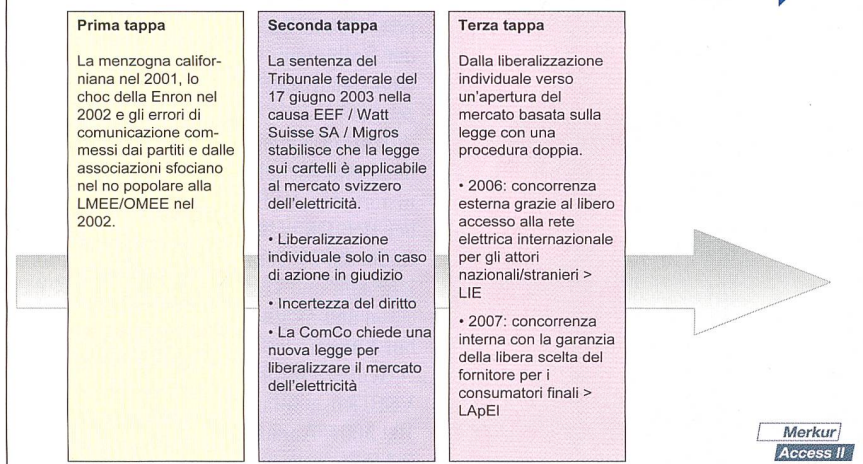 Prima tappa
La menzogna califor-
niana nel 2001, lo
choc della Enron nel
2002 e gli errori di
comunicazione com-
messi dai partiti e dalle
associazioni sfociano
nel no popolare alla
LMEE/OMEE nel
2002.
Seconda tappa
La sentenza del
Tribunale federale del
17 giugno 2003 nella
causa EEF / Watt
Suisse SA / Migros
stabilisce che la legge
sui cartelli è applicabile
al mercato svizzero
dell'elettricità.
• Liberalizzazione
individuale solo in caso
di azione in giudizio
• Incertezza del diritto
• La ComCo chiede una
nuova legge per
liberalizzare il mercato
dell'elettricità
Terza tappa
Dalla liberalizzazione
individuale verso
un'apertura del
mercato basata sulla
legge con una
procedura doppia.
• 2006: concorrenza
esterna grazie al libero
accesso alla rete
elettrica internazionale
per gli attori
nazionali/stranieri >
LIE
• 2007: concorrenza
interna con la garanzia
della libera scelta del
fornitore per i
consumatori finali >
LApEl
Merkur
Access II